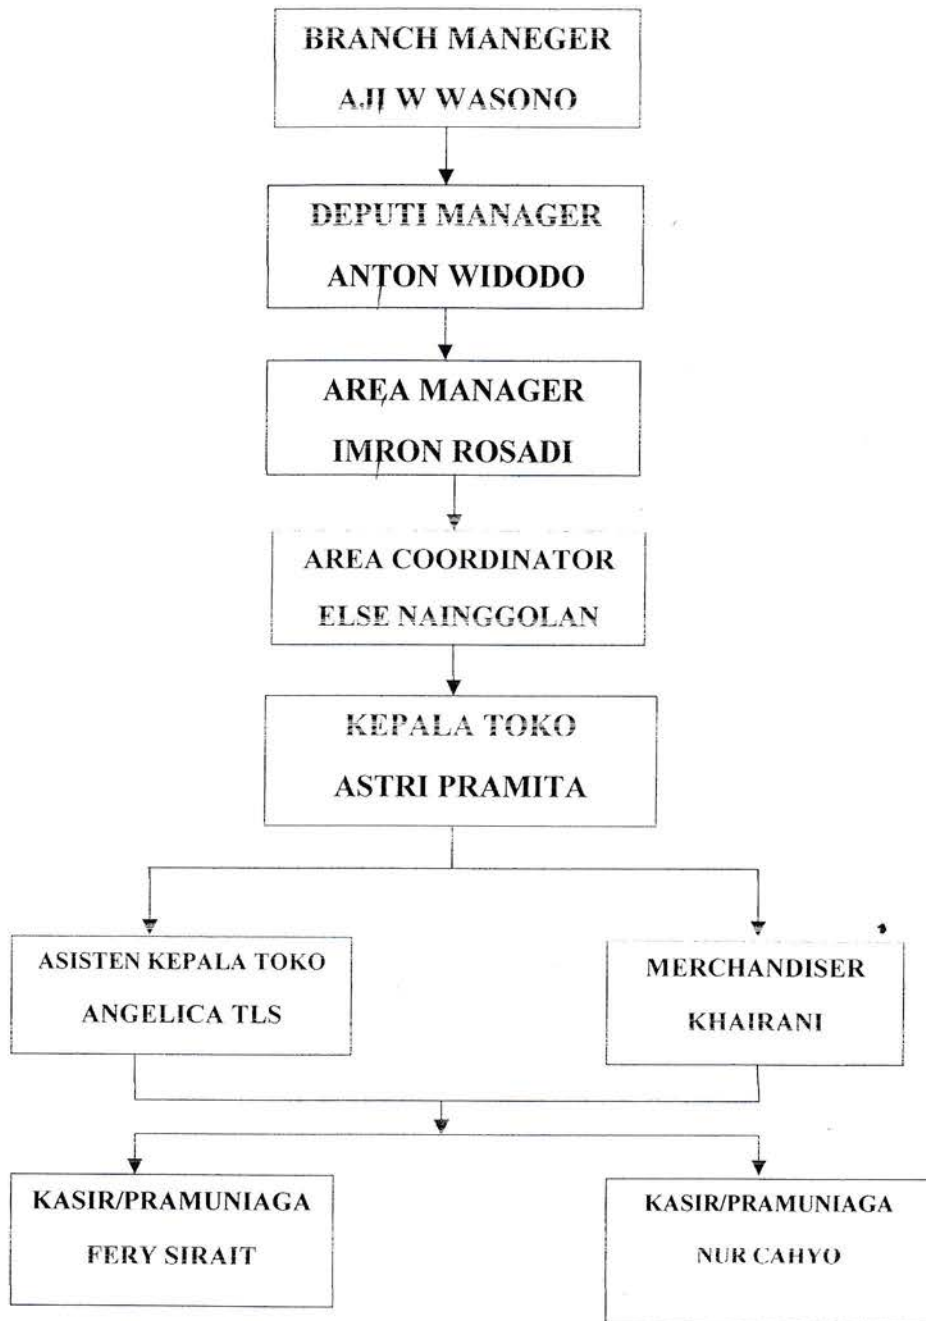 BRANCH MANEGER
AJI W WASONO
DEPUTI MANAGER
ANTON WIDODO
AREA MANAGER
IMRON ROSADI
AREA COORDINATOR
ELSE NAINGGOLAN
KEPALA TOKO
ASTRI PRAMITA
ASISTEN KEPALA TOKO
ANGELICA TLS
MERCHANDISER
KHAIRANI
KASIR/PRAMUNIAGA
FERY SIRAIT
KASIR/PRAMUNIAGA
NUR CAHYO